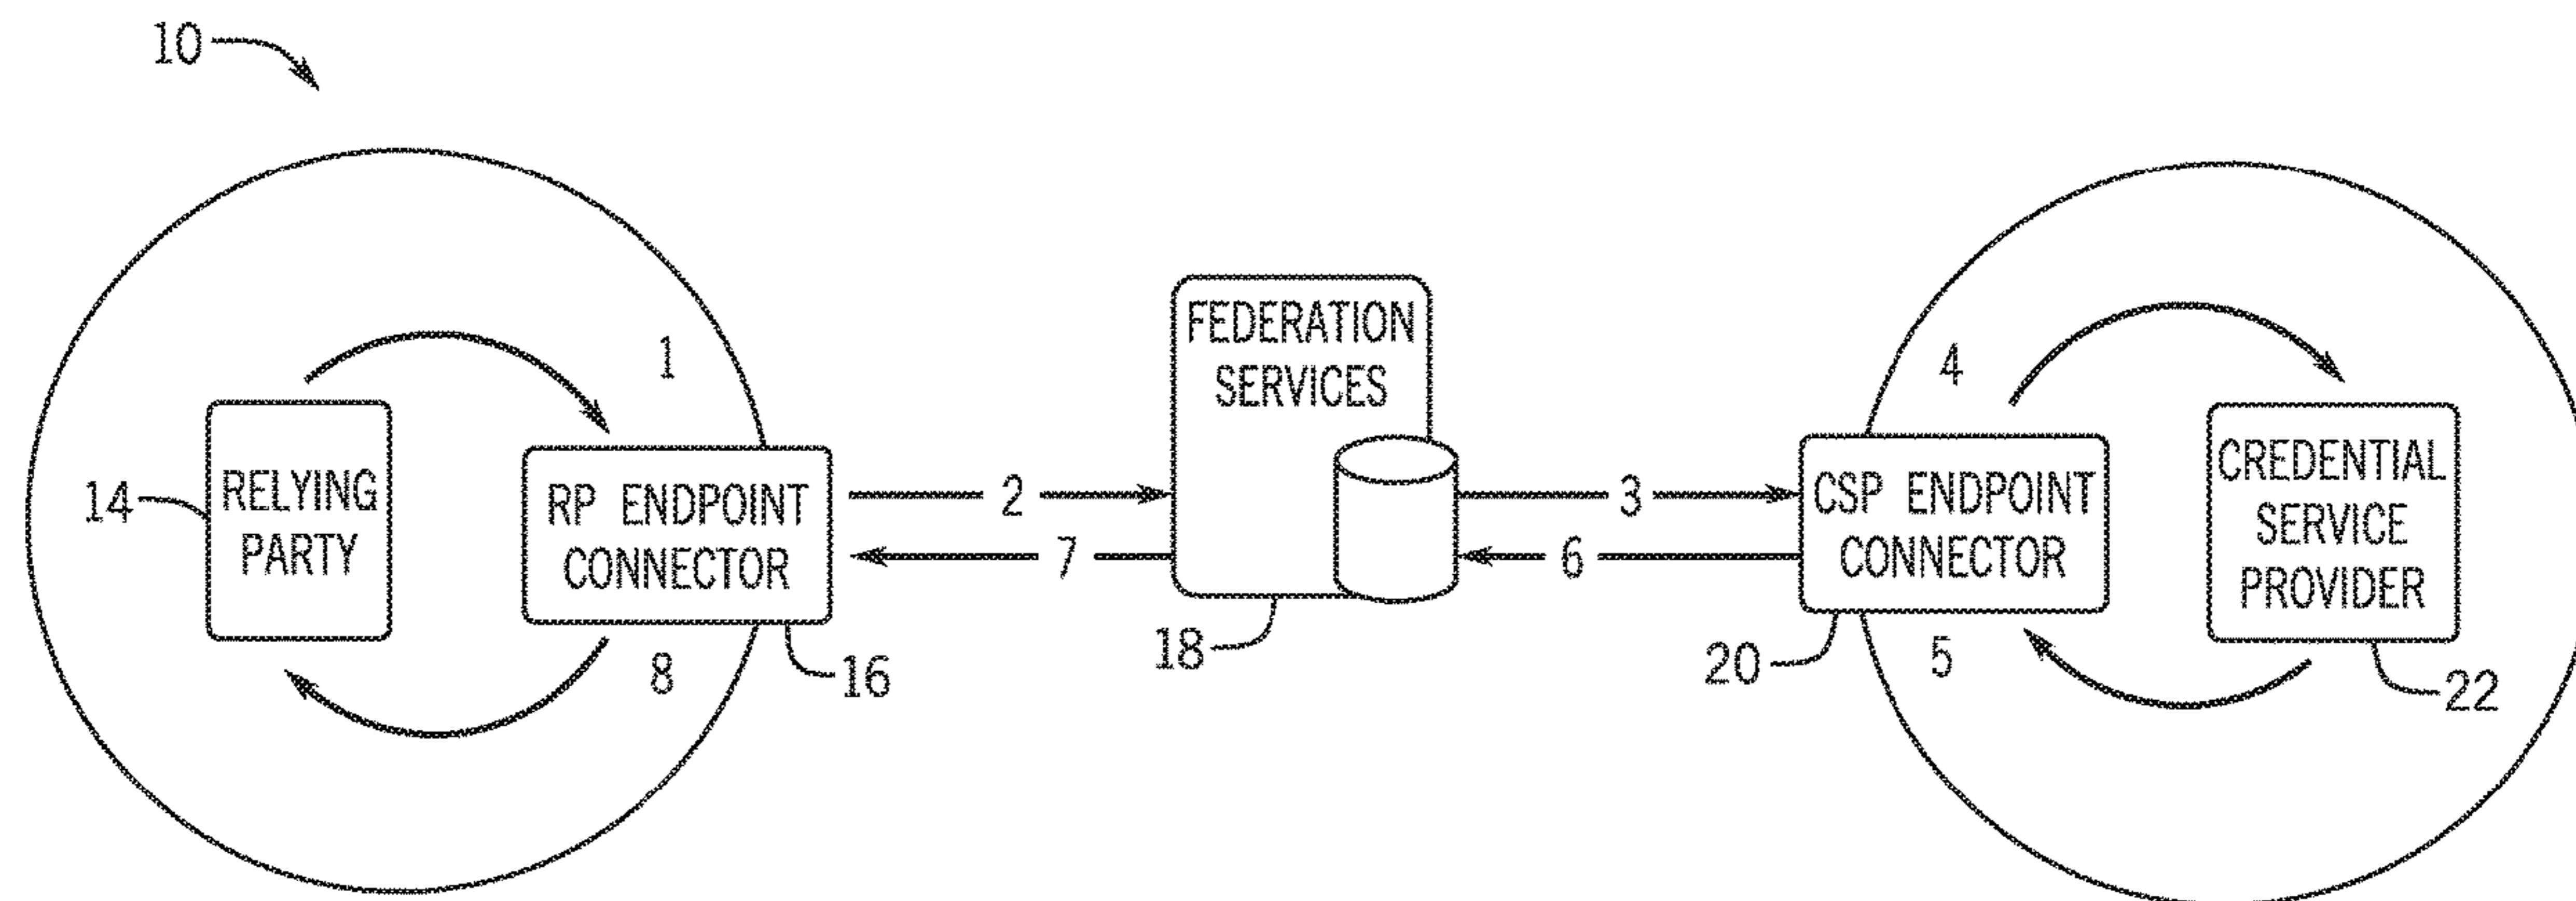 10
1
14
RELYING
PARTY
RP ENDPOINT
CONNECTOR
8
16
2
7
FEDERATION
SERVICES
18
3
6
4
CSP ENDPOINT
CONNECTOR
20
5
CREDENTIAL
SERVICE
PROVIDER
22